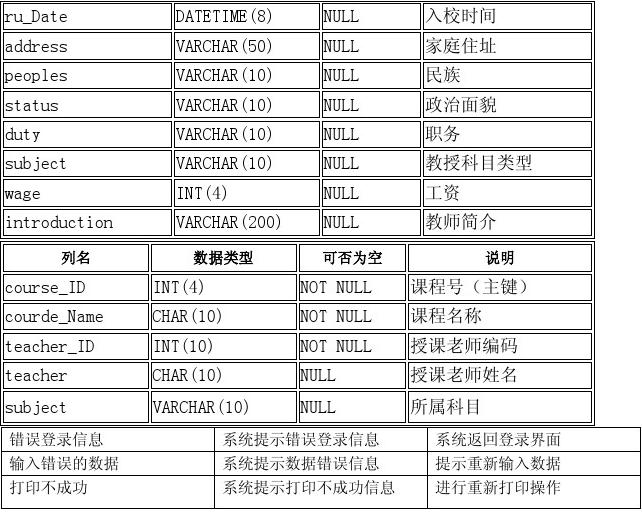 ru_Date DATETIME(8) NULL 入校时间
address VARCHAR(50) NULL 家庭住址
peoples VARCHAR(10) NULL 民族
status VARCHAR(10) NULL 政治面貌
duty VARCHAR(10) NULL 职务
subject VARCHAR(10) NULL 教授科目类型
wage INT(4) NULL 工资
introduction VARCHAR(200) NULL 教师简介
列名 数据类型 可否为空 说明
course_ID INT(4) NOT NULL 课程号（主键）
courde_Name CHAR(10) NOT NULL 课程名称
teacher_ID INT(10) NOT NULL 授课老师编码
teacher CHAR(10) NULL 授课老师姓名
subject VARCHAR(10) NULL 所属科目
错误登录信息 系统提示错误登录信息 系统返回登录界面
输入错误的数据 系统提示数据错误信息 提示重新输入数据
打印不成功 系统提示打印不成功信息 进行重新打印操作